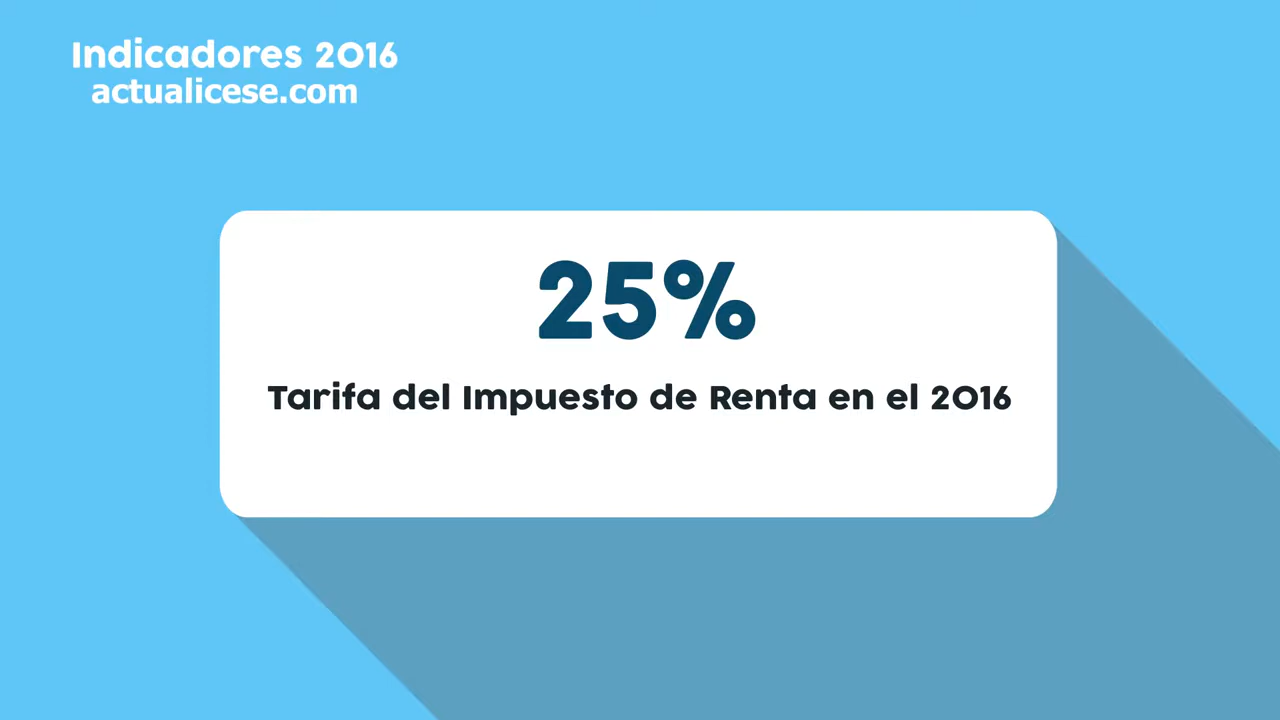 Indicadores 2016
actualicese.com
25%
Tarifa del Impuesto de Renta en el 2016